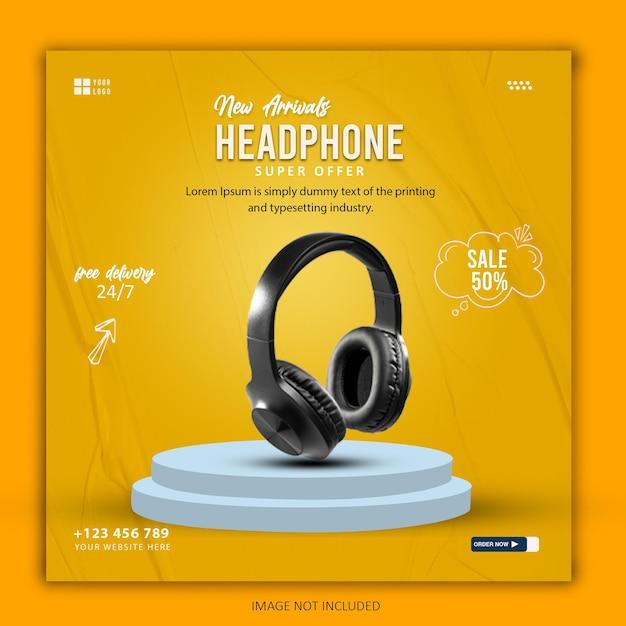 YOUR
LOGO
New Arrivals
HEADPHONE
SUPER OFFER
Lorem Ipsum is simply dummy text of the printing
and typesetting industry.
free delivery
24/7
SALE
50%
+123 456 789
YOUR WEBSITE HERE
ORDER NOW
IMAGE NOT INCLUDED